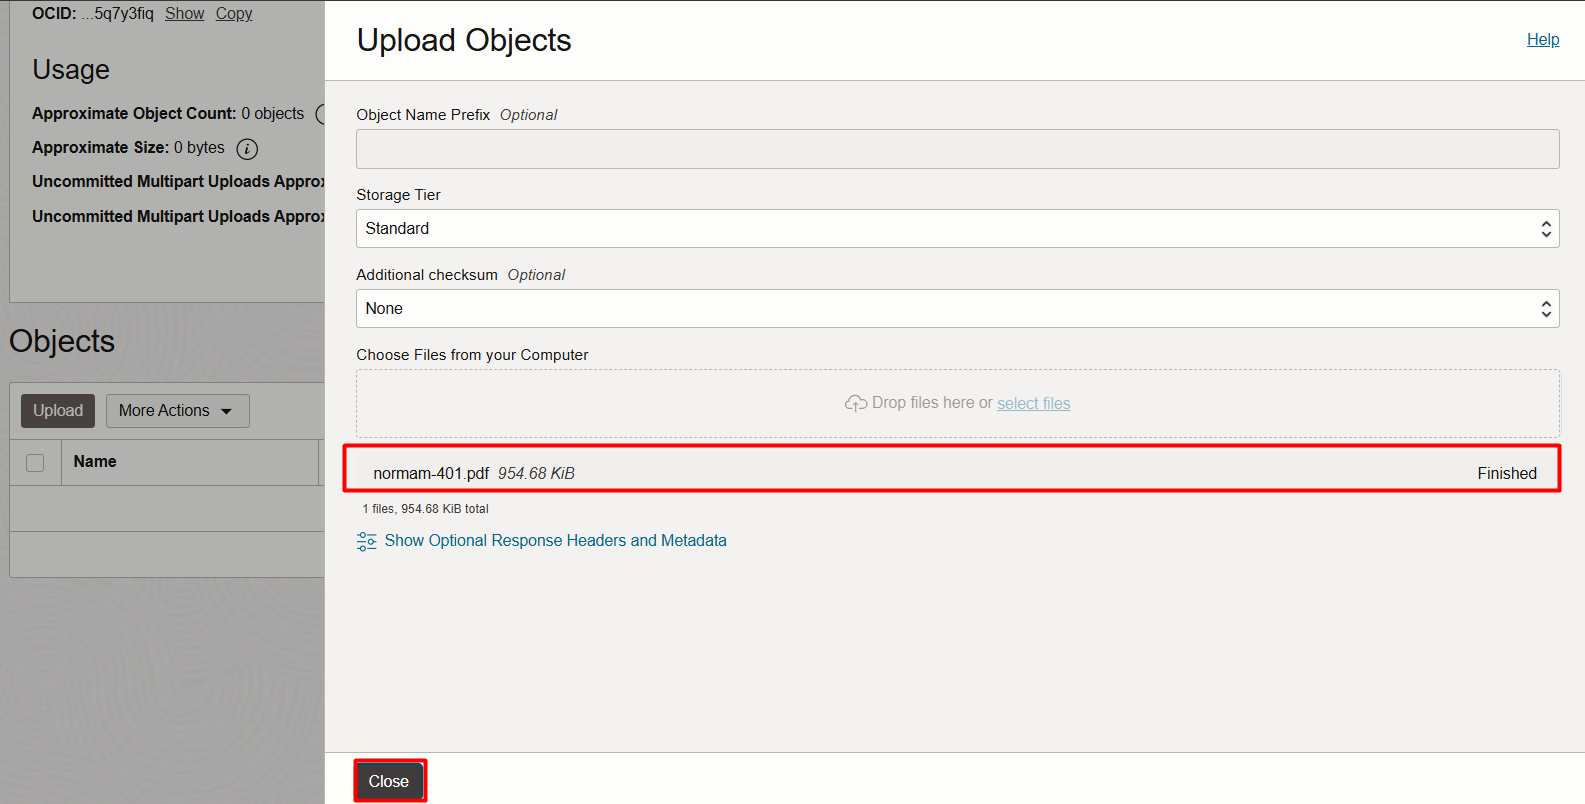 OCID: ...5q7y3fiq Show Copy
Usage
Approximate Object Count: 0 objects
Approximate Size: 0 bytes i
Uncommitted Multipart Uploads
Uncommitted Multipart Uploads
Objects
Upload More Actions
Name
Upload Objects
Help
Object Name Prefix Optional
Storage Tier
Standard
Additional checksum Optional
None
Choose Files from your Computer
Drop files here or select files
normam-401.pdf 954.68 KiB Finished
1 files, 954.68 KiB total
Show Optional Response Headers and Metadata
Close